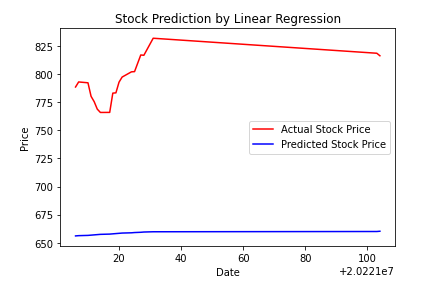 Stock Prediction by Linear Regression
825
800
775
750
725
700
675
650
Price
Actual Stock Price
Predicted Stock Price
20 40 60 80 100
Date
+2.0221e7